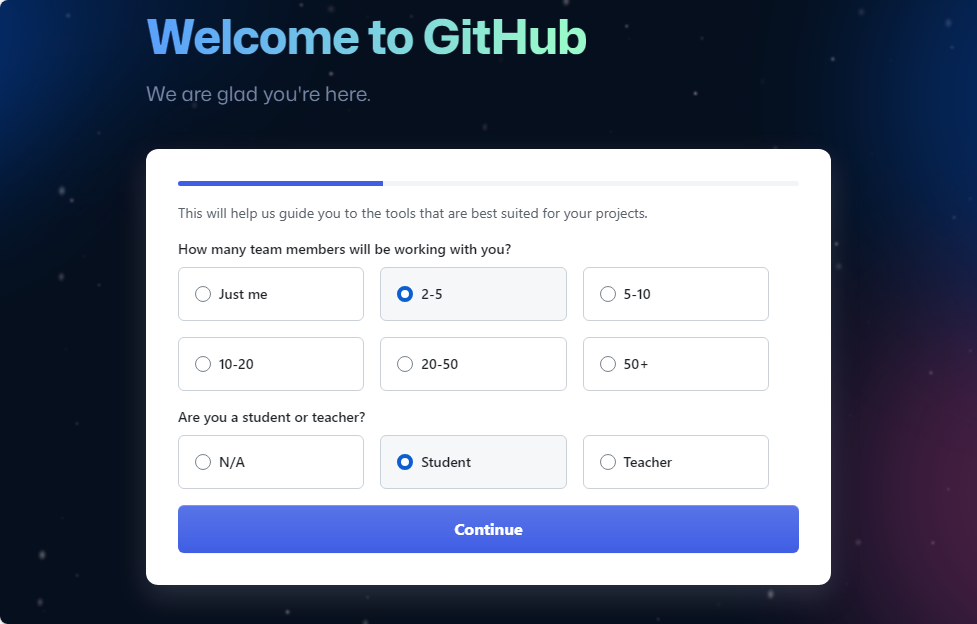 Welcome to GitHub
We are glad you're here.
This will help us guide you to the tools that are best suited for your projects.
How many team members will be working with you?
Just me
2-5
5-10
10-20
20-50
50+
Are you a student or teacher?
N/A
Student
Teacher
Continue